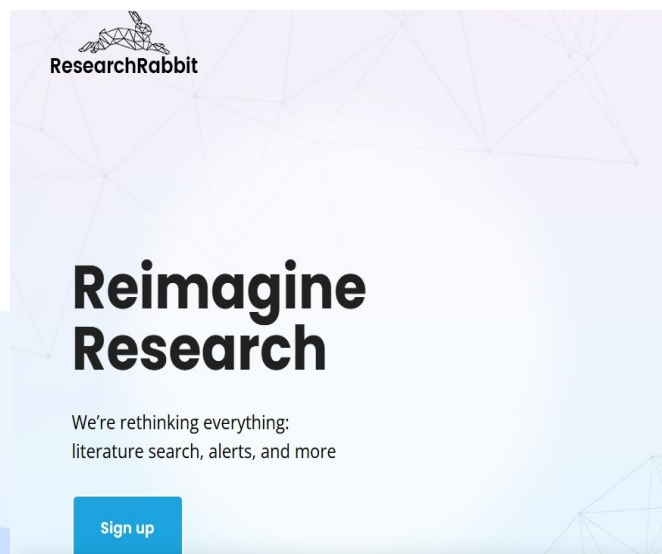 ResearchRabbit
Reimagine
Research
We’re rethinking everything:
literature search, alerts, and more
Sign up